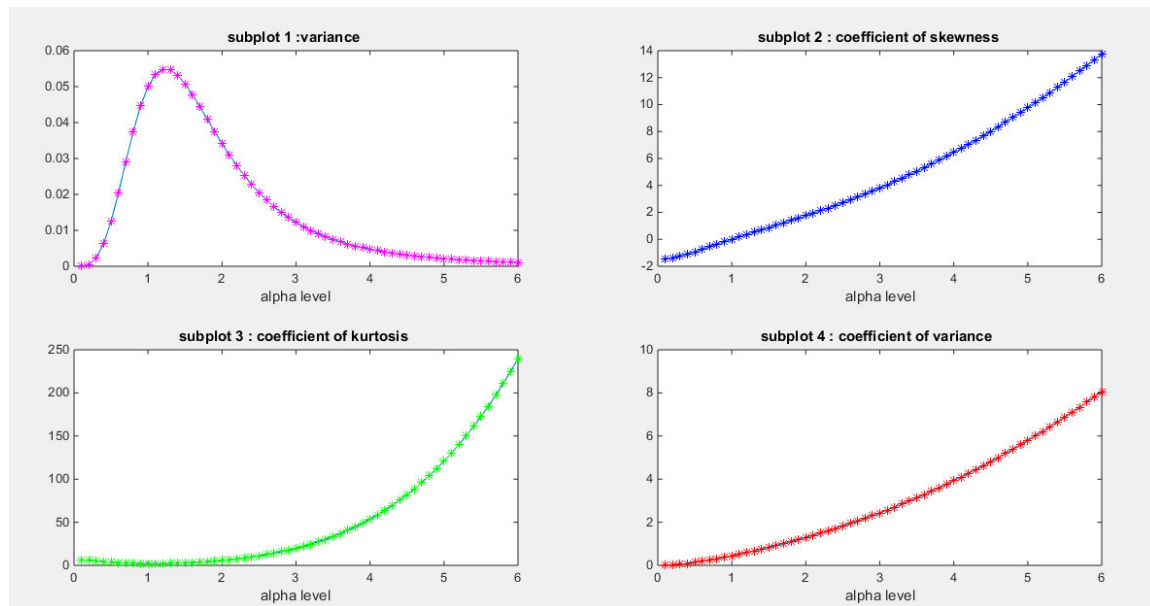 subplot 1 :variance
0.06
0.05
0.04
0.03
0.02
0.01
0
0 1 2 3 4 5 6
alpha level
subplot 2 : coefficient of skewness
14
12
10
8
6
4
2
0
-2
0 1 2 3 4 5 6
alpha level
subplot 3 : coefficient of kurtosis
250
200
150
100
50
0
0 1 2 3 4 5 6
alpha level
subplot 4 : coefficient of variance
10
8
6
4
2
0
0 1 2 3 4 5 6
alpha level